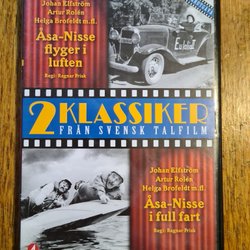 Johan Elfström
Artur Rolén
Helga Brofeldt m.fl.
Åsa-Nisse
flyger i
luften
Regi: Ragnar Frisk
2 KLASSIKER
FRÅN SVENSK TALFILM
Johan Elfström
Artur Rolén
Helga Brofeldt m.fl.
Åsa-Nisse
i full fart
Regi: Ragnar Frisk